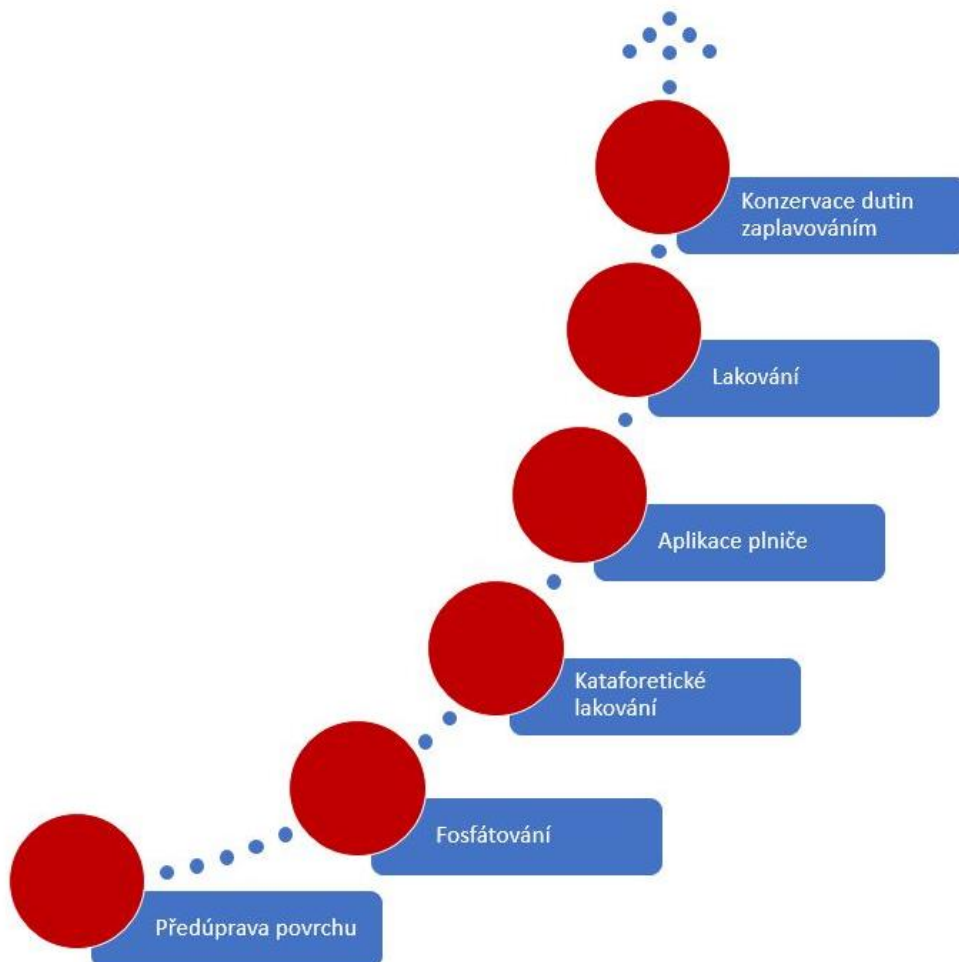 Konzervace dutin
zaplavováním
Lakování
Aplikace plniče
Kataforetické
lakování
Fosfátování
Předúprava povrchu